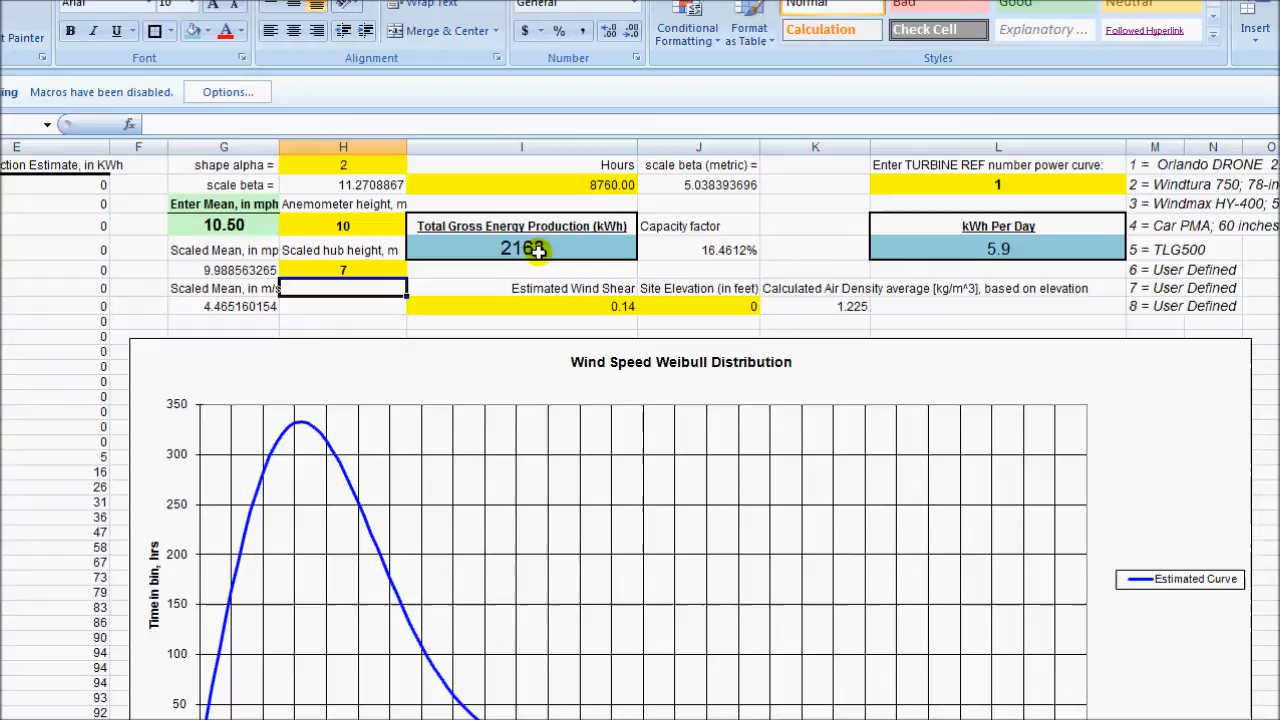 Arial 10 Wrap Text General Normal Bad Good Neutral
Painter B I U Merge & Center $ % , Conditional Formatting Format as Table Calculation Check Cell Explanatory ... Followed Hyperlink Insert
Font Alignment Number Styles
Macros have been disabled. Options...
fx
E F G H I J K L M N O
ction Estimate, in KWh shape alpha = 2 Hours scale beta (metric) = Enter TURBINE REF number power curve: 1 = Orlando DRONE 2
0 scale beta = 11.2708867 8760.00 5.038393696 1 2 = Windtura 750; 78-in
0 Enter Mean, in mph Anemometer height, m 3 = Windmax HY-400; 5
0 10.50 10 Total Gross Energy Production (kWh) Capacity factor kWh Per Day 4 = Car PMA; 60 inches
0 Scaled Mean, in mp Scaled hub height, m 16.4612% 5.9 5 = TLG500
0 9.988563265 7 6 = User Defined
0 Scaled Mean, in m/s Estimated Wind Shear Site Elevation (in feet) Calculated Air Density average [kg/m^3], based on elevation 7 = User Defined
0 4.465160154 0.14 0 1.225 8 = User Defined
0
0
0
0
0
0
0
0
5
16
26
31
36
47
58
67
73
79
83
86
90
94
94
93
92
Wind Speed Weibull Distribution
350
300
250
200
150
100
50
Time in bin, hrs
Estimated Curve